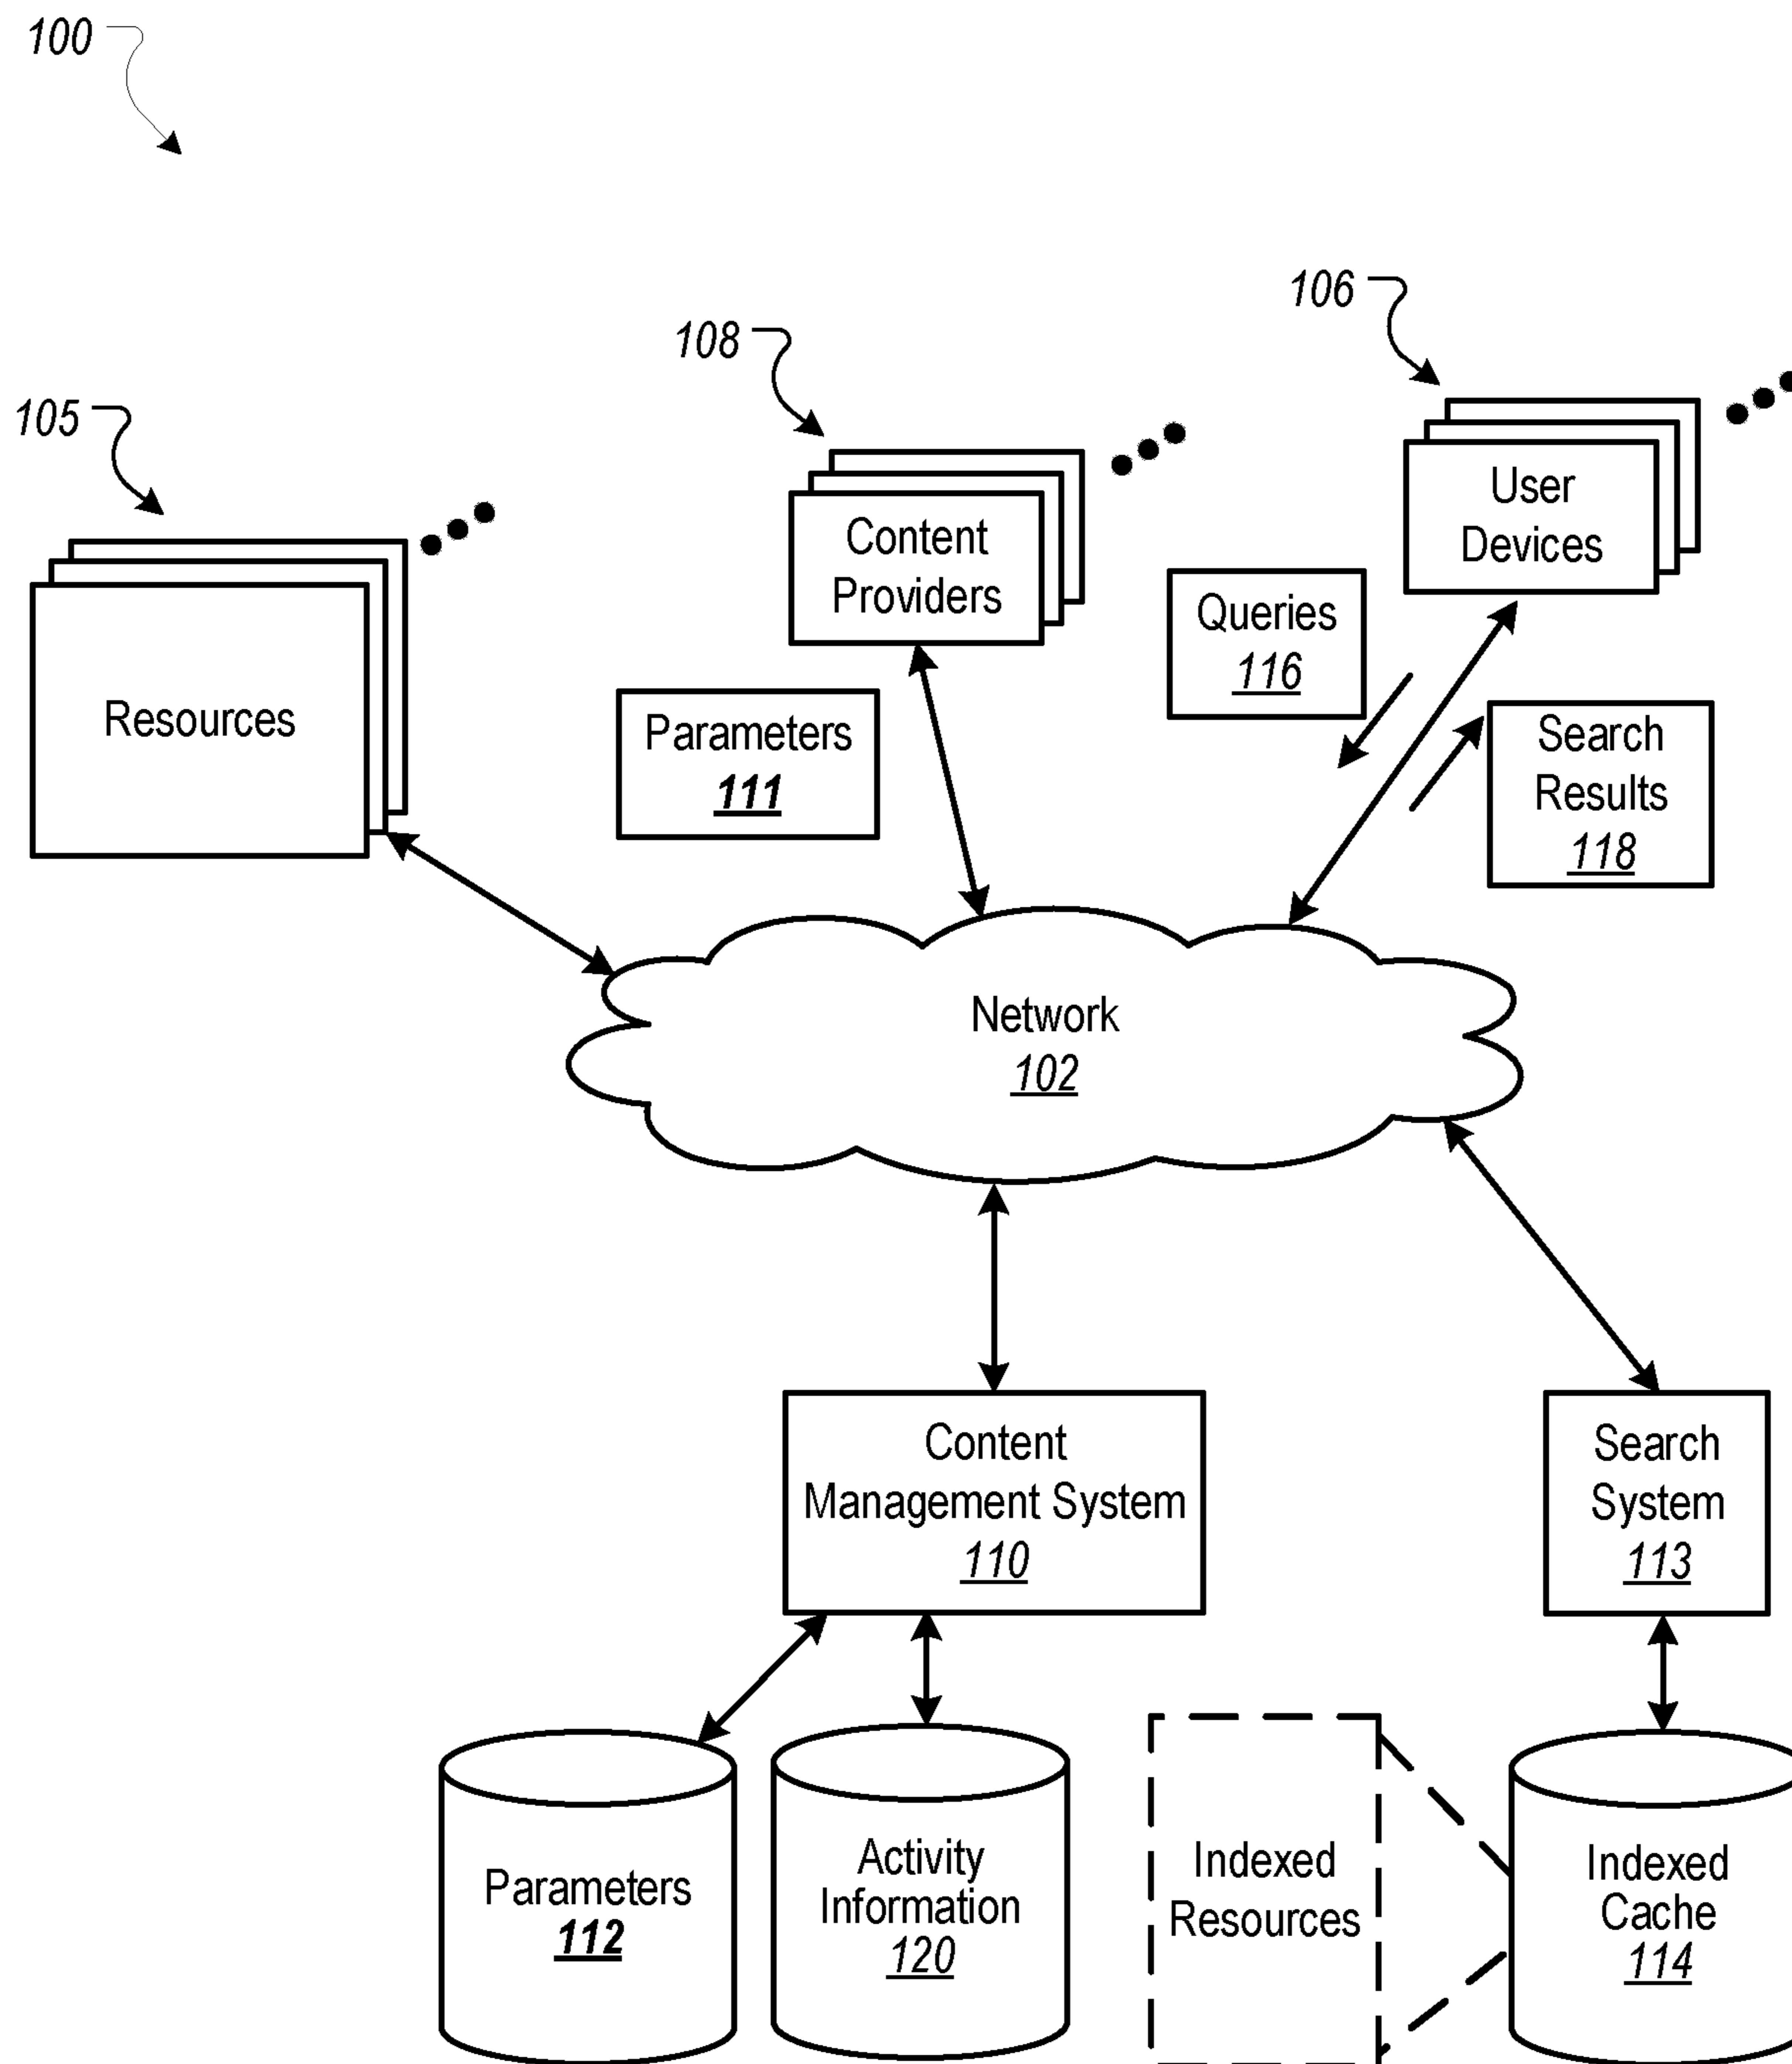 100
106
108
105
User
Devices
Content
Providers
Queries
116
Resources
Parameters
111
Search
Results
118
Network
102
Content
Management System
110
Search
System
113
Parameters
112
Activity
Information
120
Indexed
Resources
Indexed
Cache
114